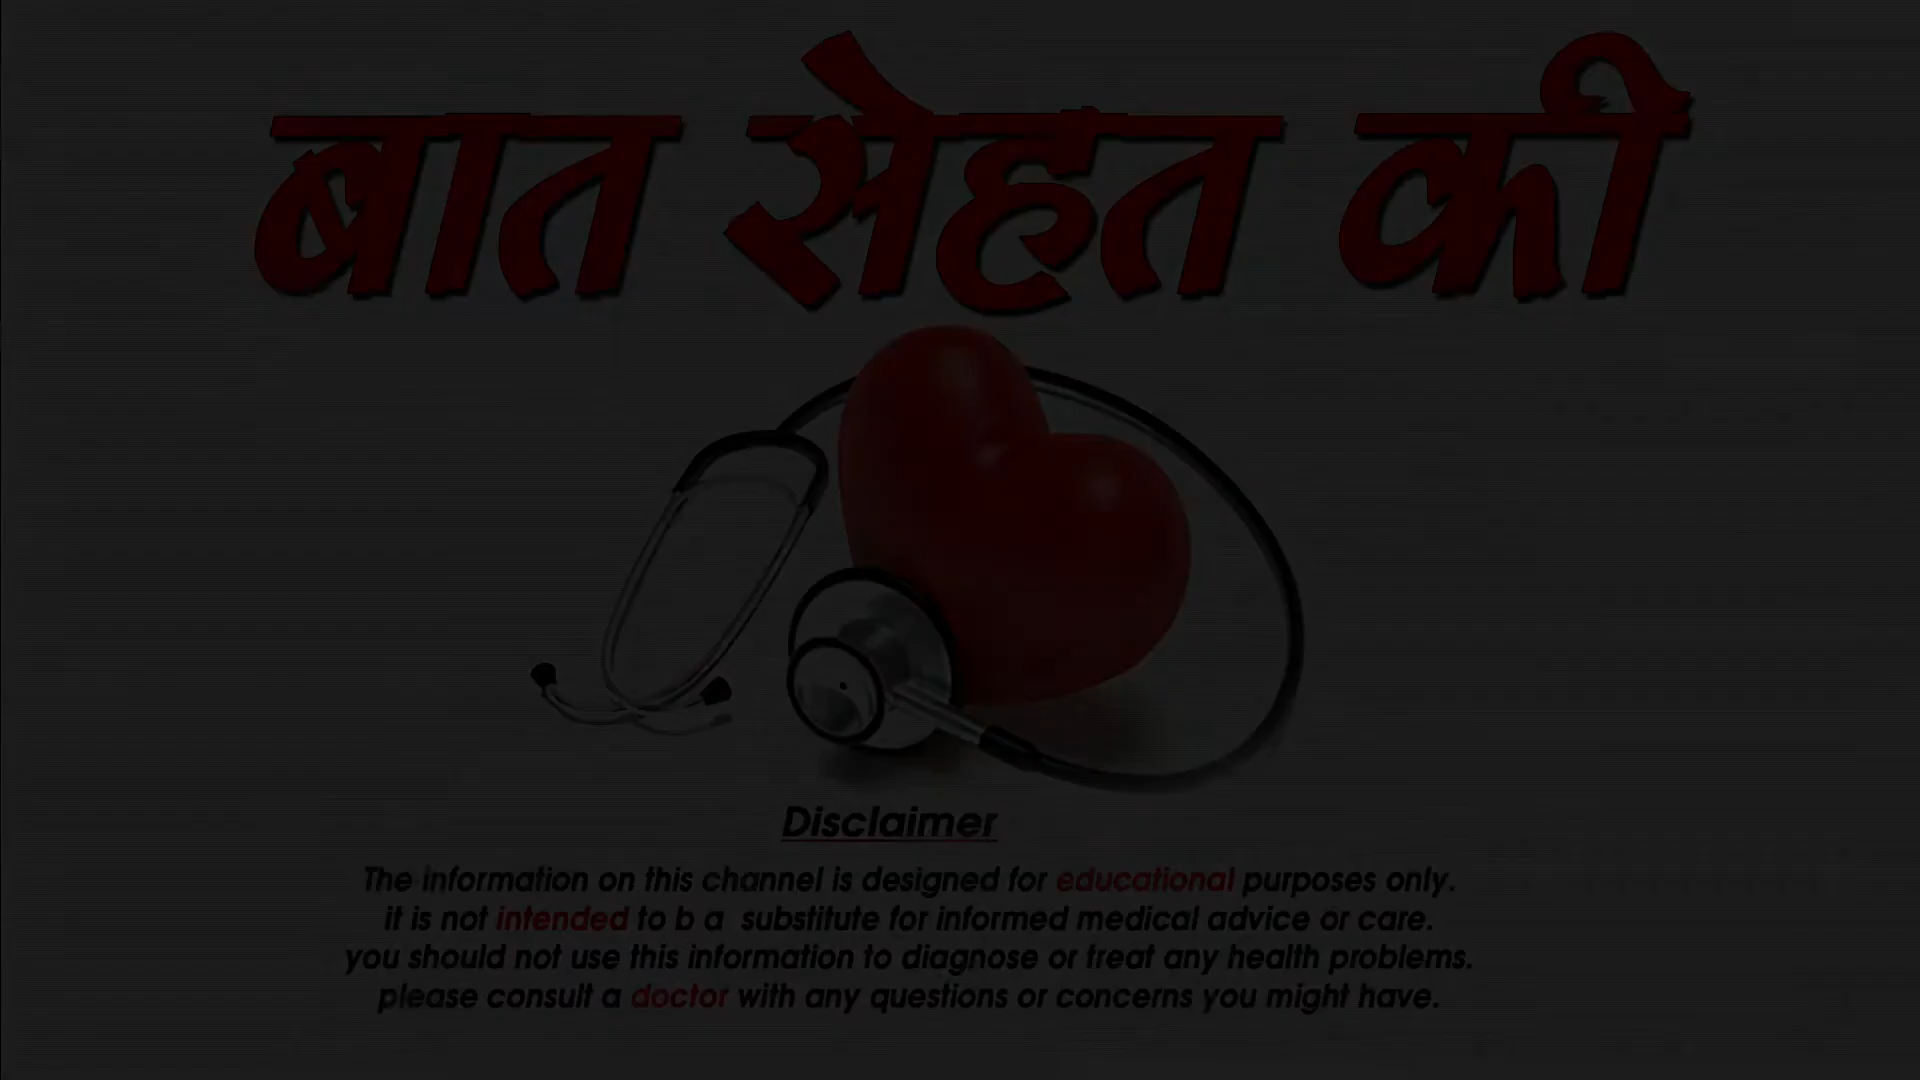 बात सेहत की
Disclaimer
The information on this channel is designed for educational purposes only.
it is not intended to b a substitute for informed medical advice or care.
you should not use this information to diagnose or treat any health problems.
please consult a doctor with any questions or concerns you might have.